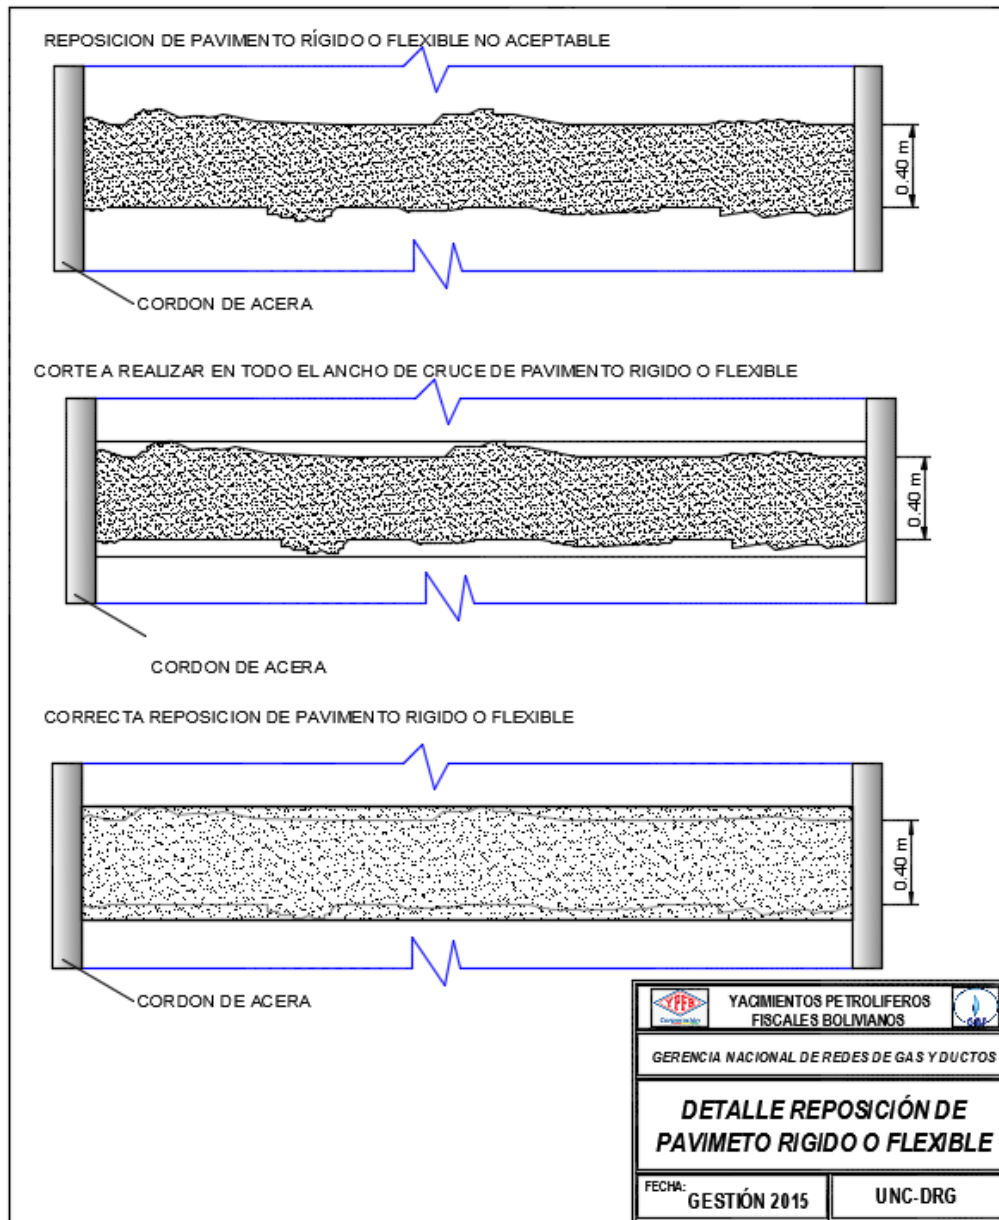 REPOSICION DE PAVIMENTO RÍGIDO O FLEXIBLE NO ACEPTABLE
0.40 m
CORDON DE ACERA
CORTE A REALIZAR EN TODO EL ANCHO DE CRUCE DE PAVIMENTO RIGIDO O FLEXIBLE
0.40 m
CORDON DE ACERA
CORRECTA REPOSICION DE PAVIMENTO RIGIDO O FLEXIBLE
0.40 m
CORDON DE ACERA
YPFB
Corporación
YACIMIENTOS PETROLIFEROS
FISCALES BOLIVIANOS
GERENCIA NACIONAL DE REDES DE GAS Y DUCTOS
DETALLE REPOSICIÓN DE
PAVIMETO RIGIDO O FLEXIBLE
FECHA:
GESTIÓN 2015
UNC-DRG